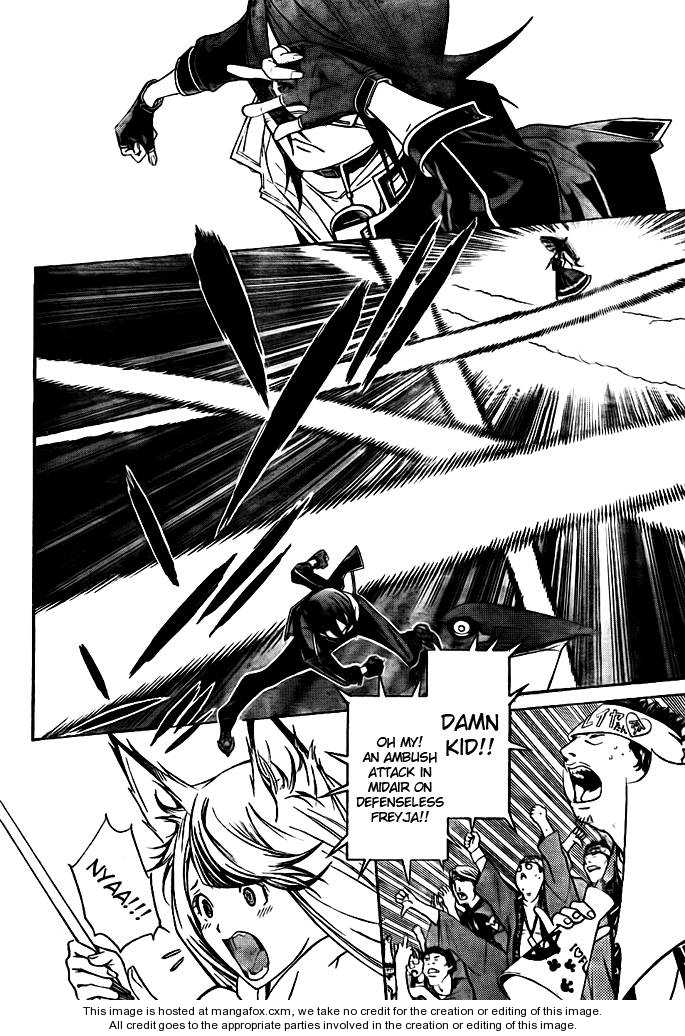 DAMN
KID!!
OH MY!
AN AMBUSH
ATTACK IN
MIDAIR ON
DEFENSELESS
FREYJA!!
NYAA!!!
This image is hosted at mangafox.cxm, we take no credit for the creation or editing of this image.
All credit goes to the appropriate parties involved in the creation or editing of this image.